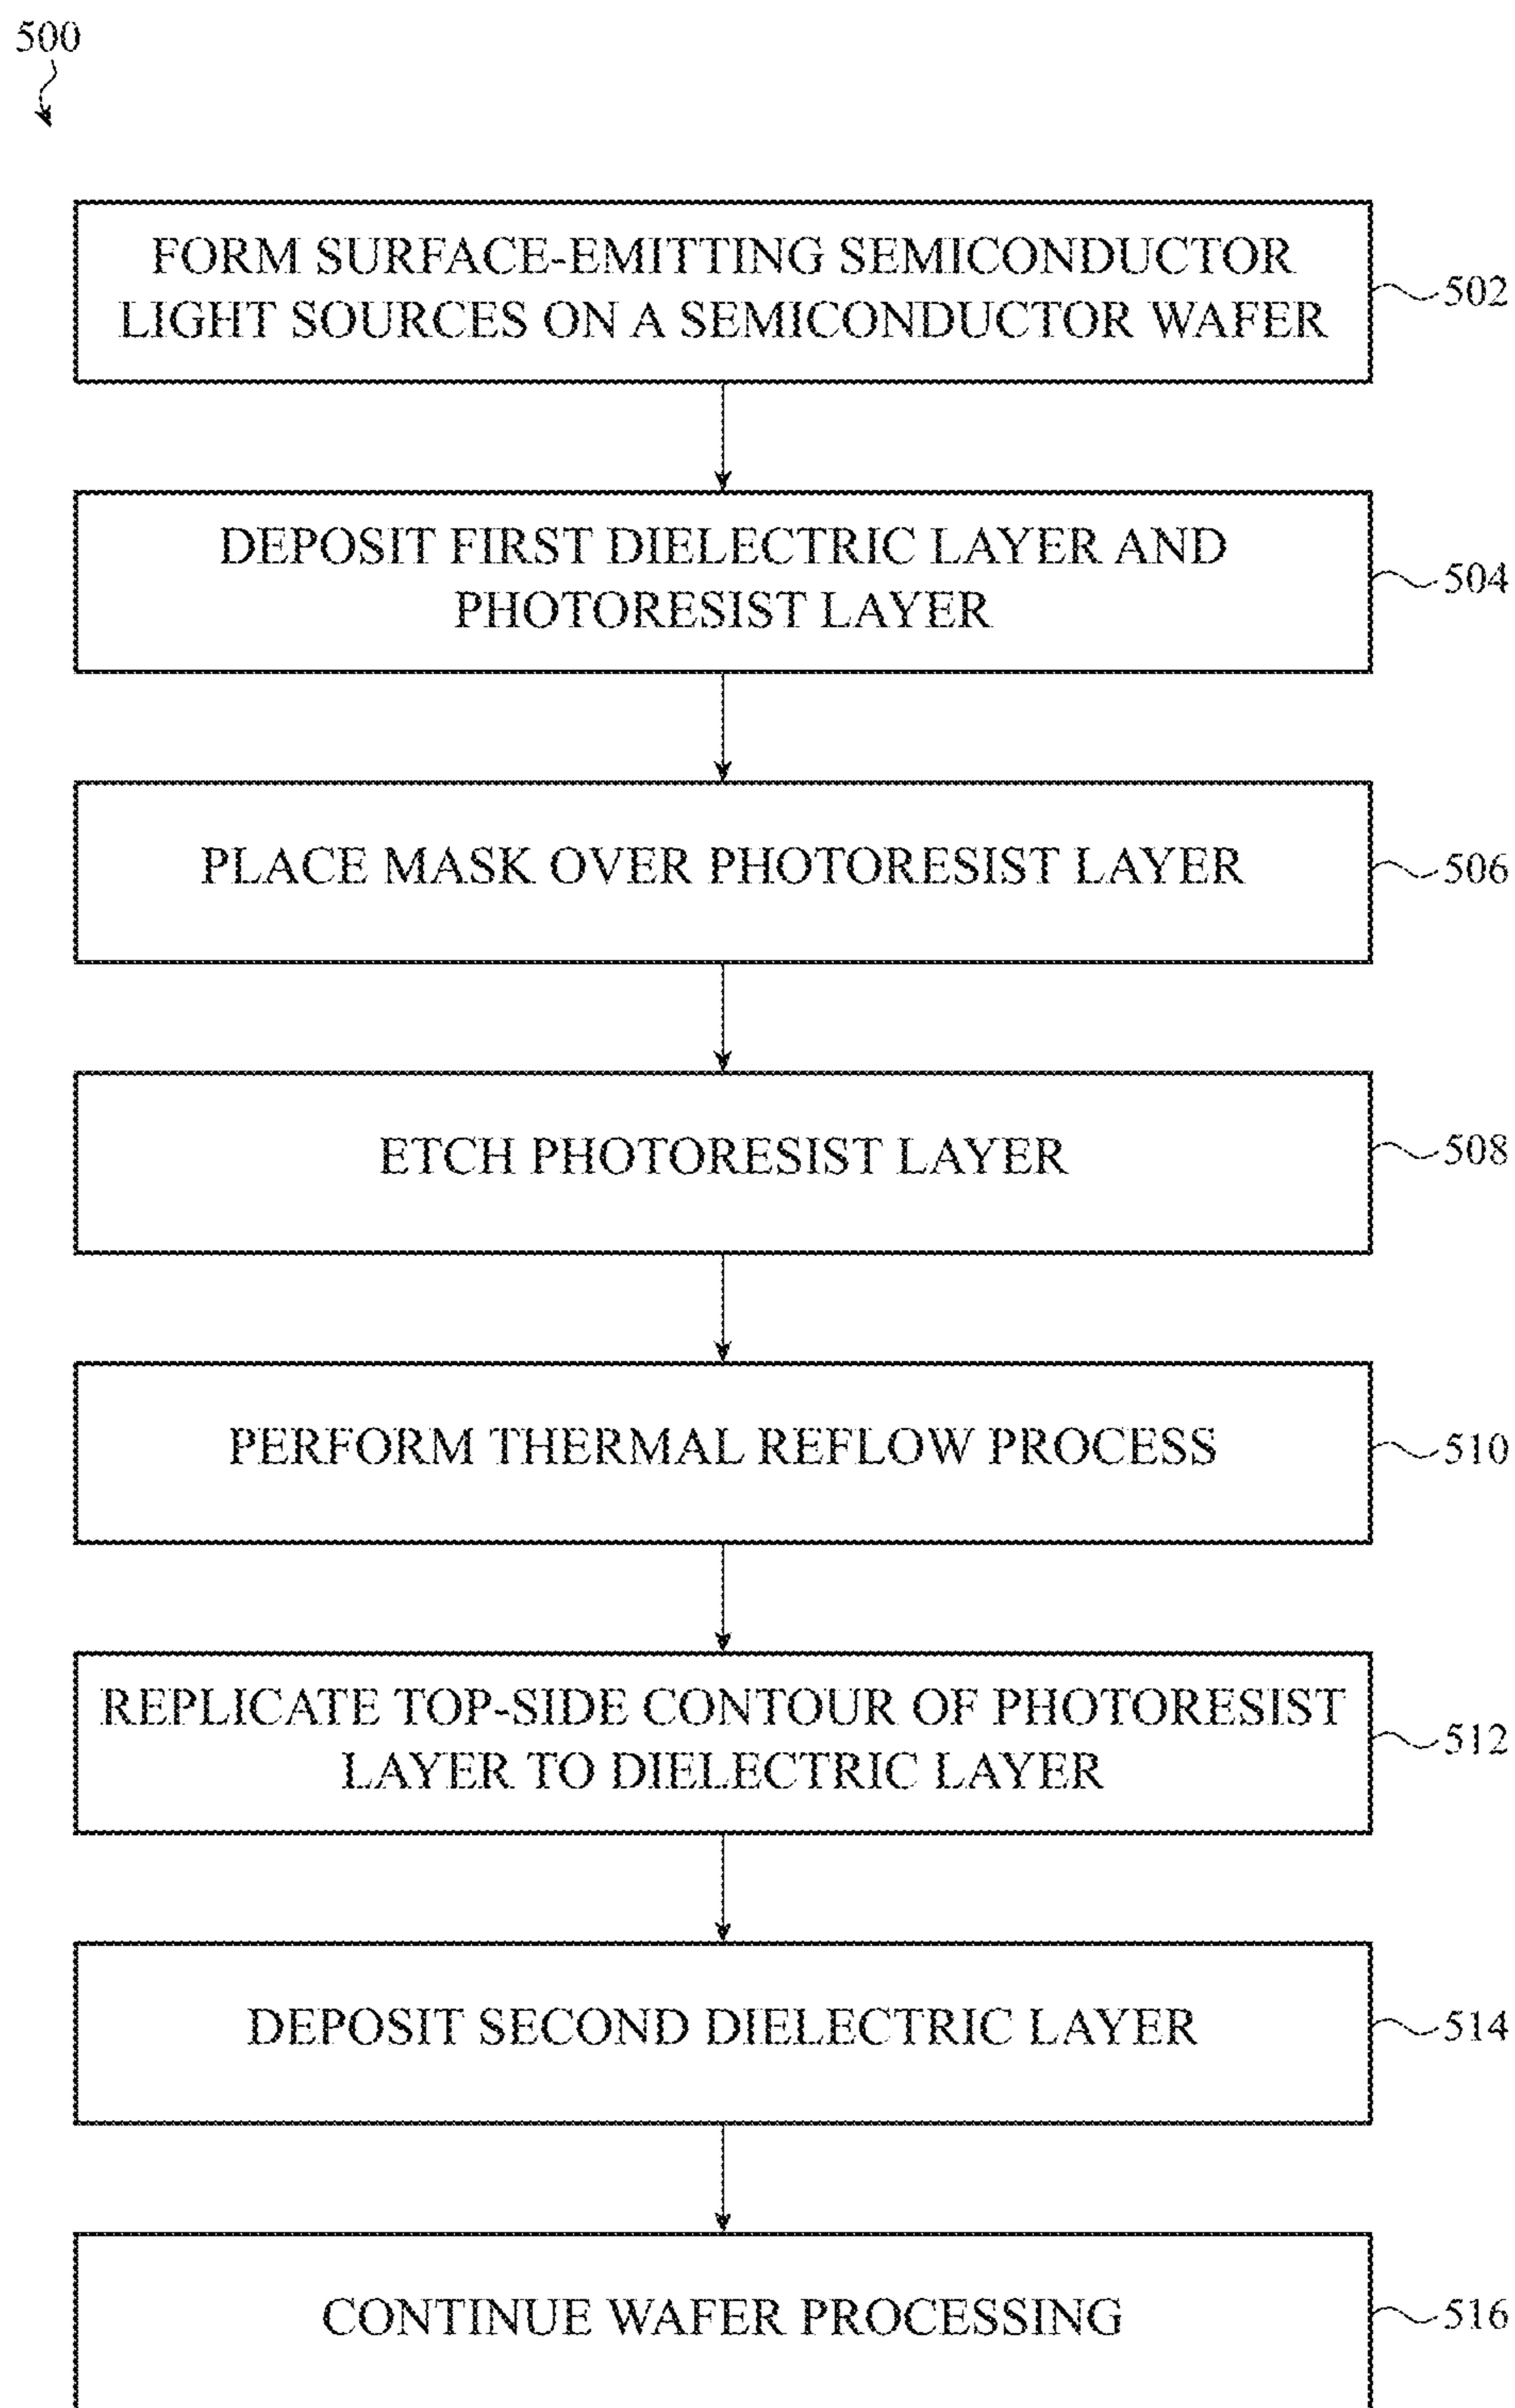 500
FORM SURFACE-EMITTING SEMICONDUCTOR
LIGHT SOURCES ON A SEMICONDUCTOR WAFER
502
DEPOSIT FIRST DIELECTRIC LAYER AND
PHOTORESIST LAYER
504
PLACE MASK OVER PHOTORESIST LAYER
506
ETCH PHOTORESIST LAYER
508
PERFORM THERMAL REFLOW PROCESS
510
REPLICATE TOP-SIDE CONTOUR OF PHOTORESIST
LAYER TO DIELECTRIC LAYER
512
DEPOSIT SECOND DIELECTRIC LAYER
514
CONTINUE WAFER PROCESSING
516